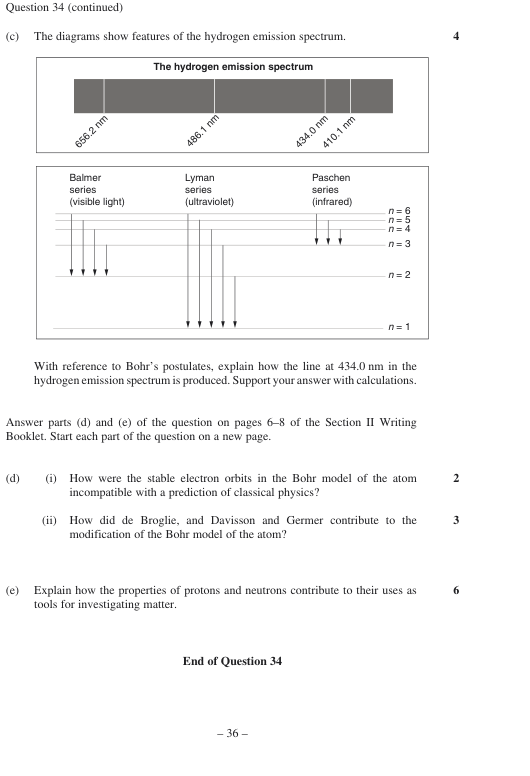 Question 34 (continued)
(c) The diagrams show features of the hydrogen emission spectrum. 4
The hydrogen emission spectrum
656.2 nm 486.1 nm 434.0 nm 410.1 nm
Balmer Lyman Paschen
series series series
(visible light) (ultraviolet) (infrared)
n = 6
n = 5
n = 4
n = 3
n = 2
n = 1
With reference to Bohr's postulates, explain how the line at 434.0 nm in the
hydrogen emission spectrum is produced. Support your answer with calculations.
Answer parts (d) and (e) of the question on pages 6–8 of the Section II Writing
Booklet. Start each part of the question on a new page.
(d) (i) How were the stable electron orbits in the Bohr model of the atom 2
incompatible with a prediction of classical physics?
(ii) How did de Broglie, and Davisson and Germer contribute to the 3
modification of the Bohr model of the atom?
(e) Explain how the properties of protons and neutrons contribute to their uses as 6
tools for investigating matter.
End of Question 34
– 36 –